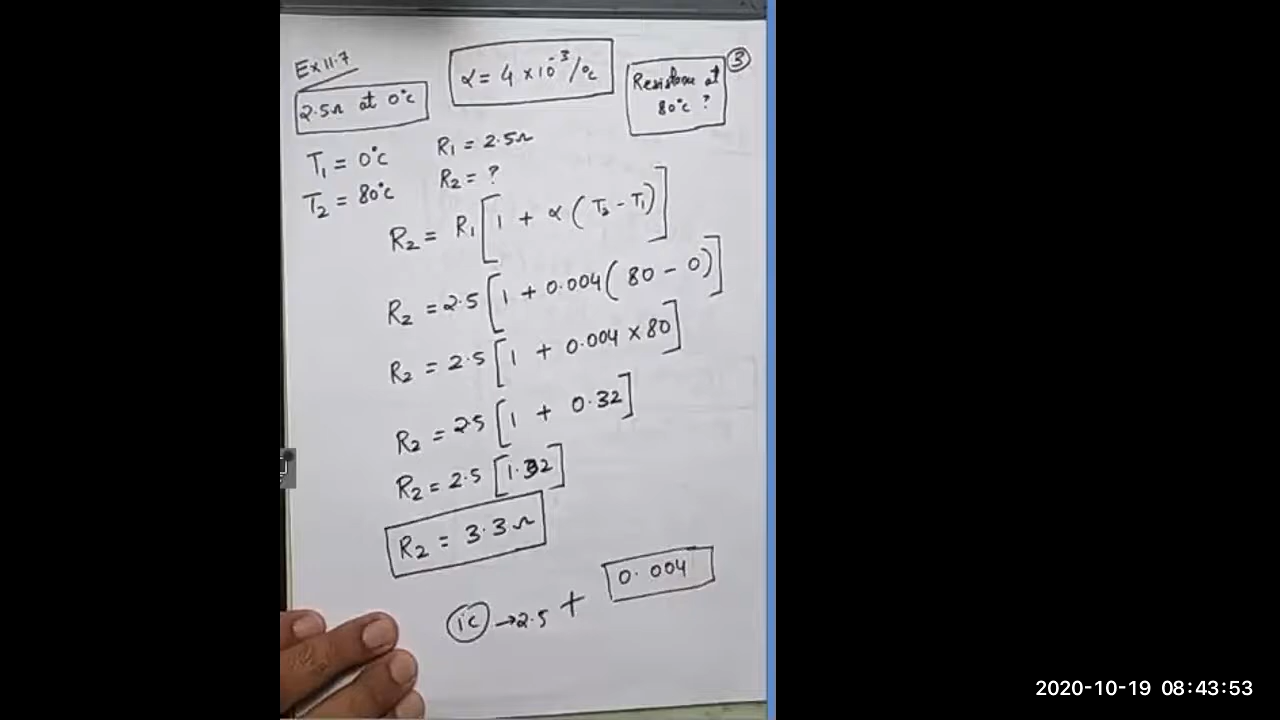 Ex 11.7
α = 4 × 10⁻³ /°C
③
2.5Ω at 0°C
Resistance at
80°C ?
T₁ = 0°C
R₁ = 2.5Ω
T₂ = 80°C
R₂ = ?
R₂ = R₁ [1 + α (T₂ - T₁)]
R₂ = 2.5 [1 + 0.004 (80 - 0)]
R₂ = 2.5 [1 + 0.004 × 80]
R₂ = 2.5 [1 + 0.32]
R₂ = 2.5 [1.32]
R₂ = 3.3Ω
1°C → 2.5 + 0.004
2020-10-19 08:43:53